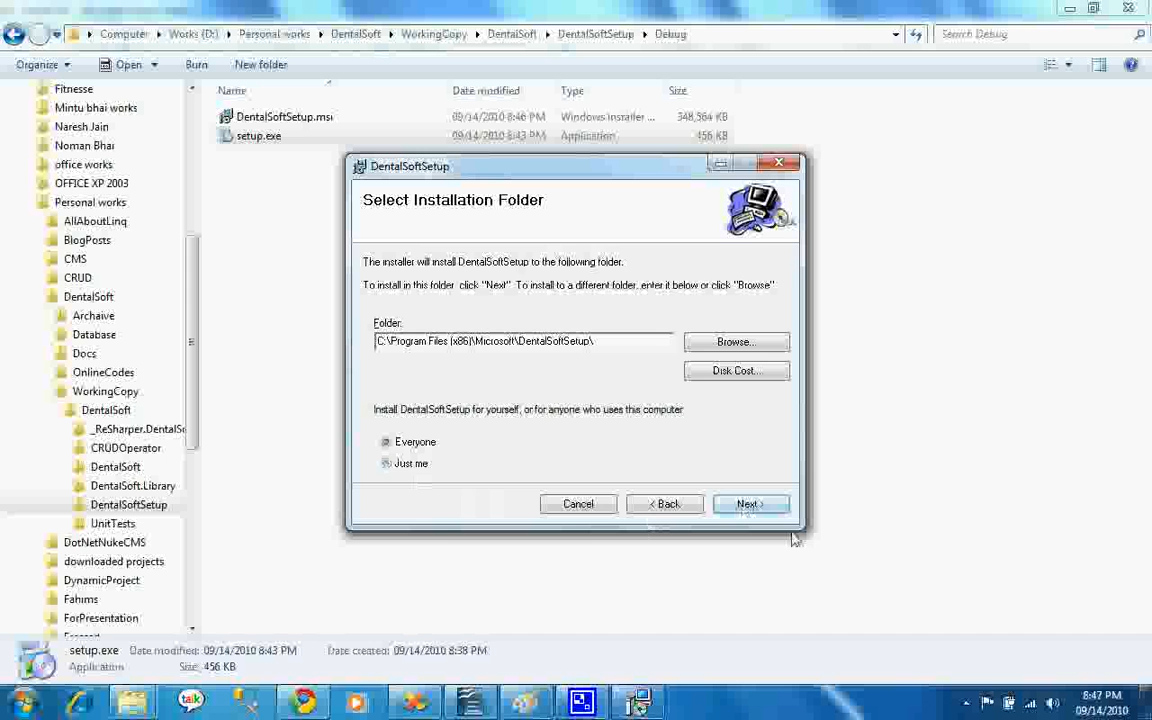 Computer Works (D:) Personal works DentalSoft WorkingCopy DentalSoft DentalSoftSetup Debug Search Debug
Organize Open Burn New folder
Name Date modified Type Size
DentalSoftSetup.msi 09/14/2010 8:46 PM Windows Installer ... 348,564 KB
setup.exe 09/14/2010 8:43 PM Application 456 KB
Fitnesse
Mintu bhai works
Naresh Jain
Noman Bhai
office works
OFFICE XP 2003
Personal works
AllAboutLinq
BlogPosts
CMS
CRUD
DentalSoft
Archaive
Database
Docs
OnlineCodes
WorkingCopy
DentalSoft
_ReSharper.DentalSo
CRUDOperator
DentalSoft
DentalSoft.Library
DentalSoftSetup
UnitTests
DotNetNukeCMS
downloaded projects
DynamicProject
Fahims
ForPresentation
DentalSoftSetup
Select Installation Folder
The installer will install DentalSoftSetup to the following folder.
To install in this folder click "Next" To install to a different folder, enter it below or click "Browse"
Folder:
C:\Program Files (x86)\Microsoft\DentalSoftSetup\
Browse...
Disk Cost...
Install DentalSoftSetup for yourself, or for anyone who uses this computer
Everyone
Just me
Cancel < Back Next >
setup.exe Date modified: 09/14/2010 8:43 PM Date created: 09/14/2010 8:38 PM
Application Size: 456 KB
talk
8:47 PM
09/14/2010